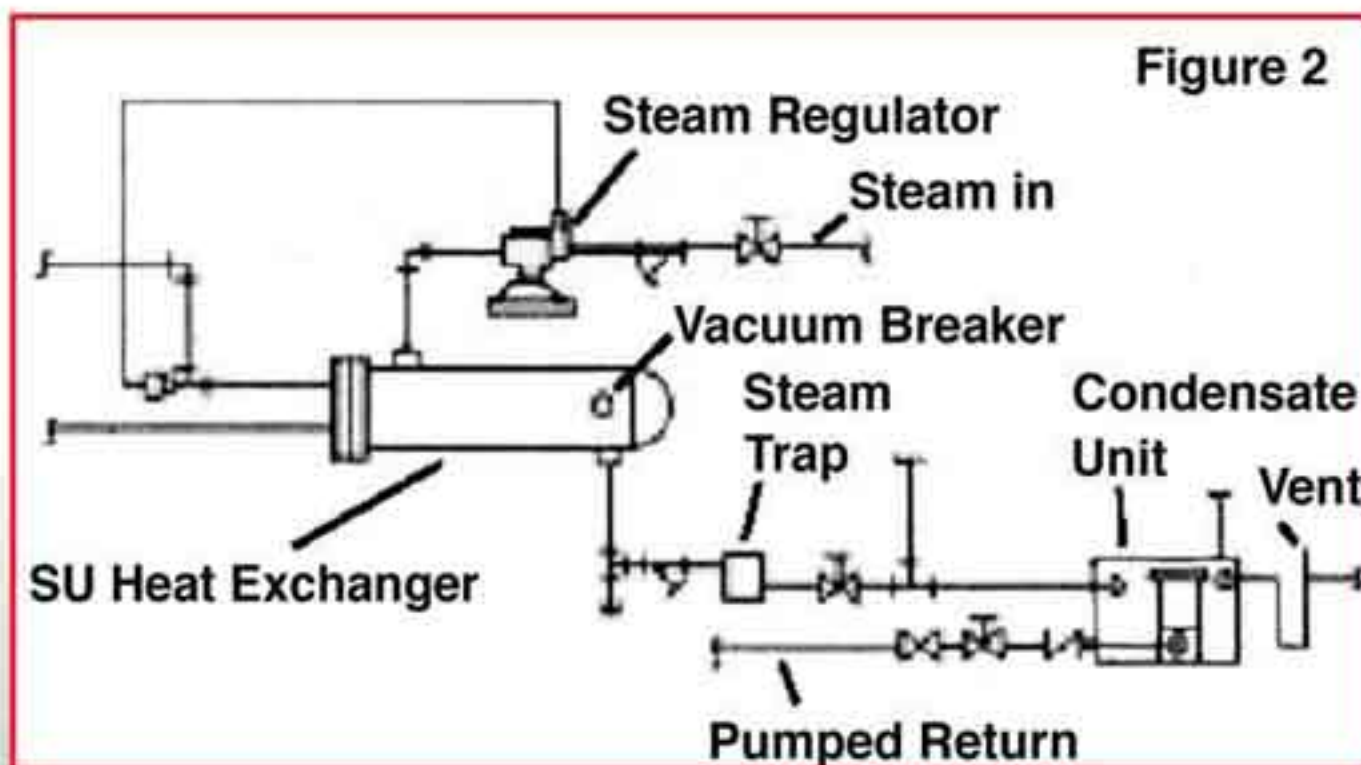 Figure 2
Steam Regulator
Steam in
Vacuum Breaker
Steam
Trap
Condensate
Unit
Vent
SU Heat Exchanger
Pumped Return